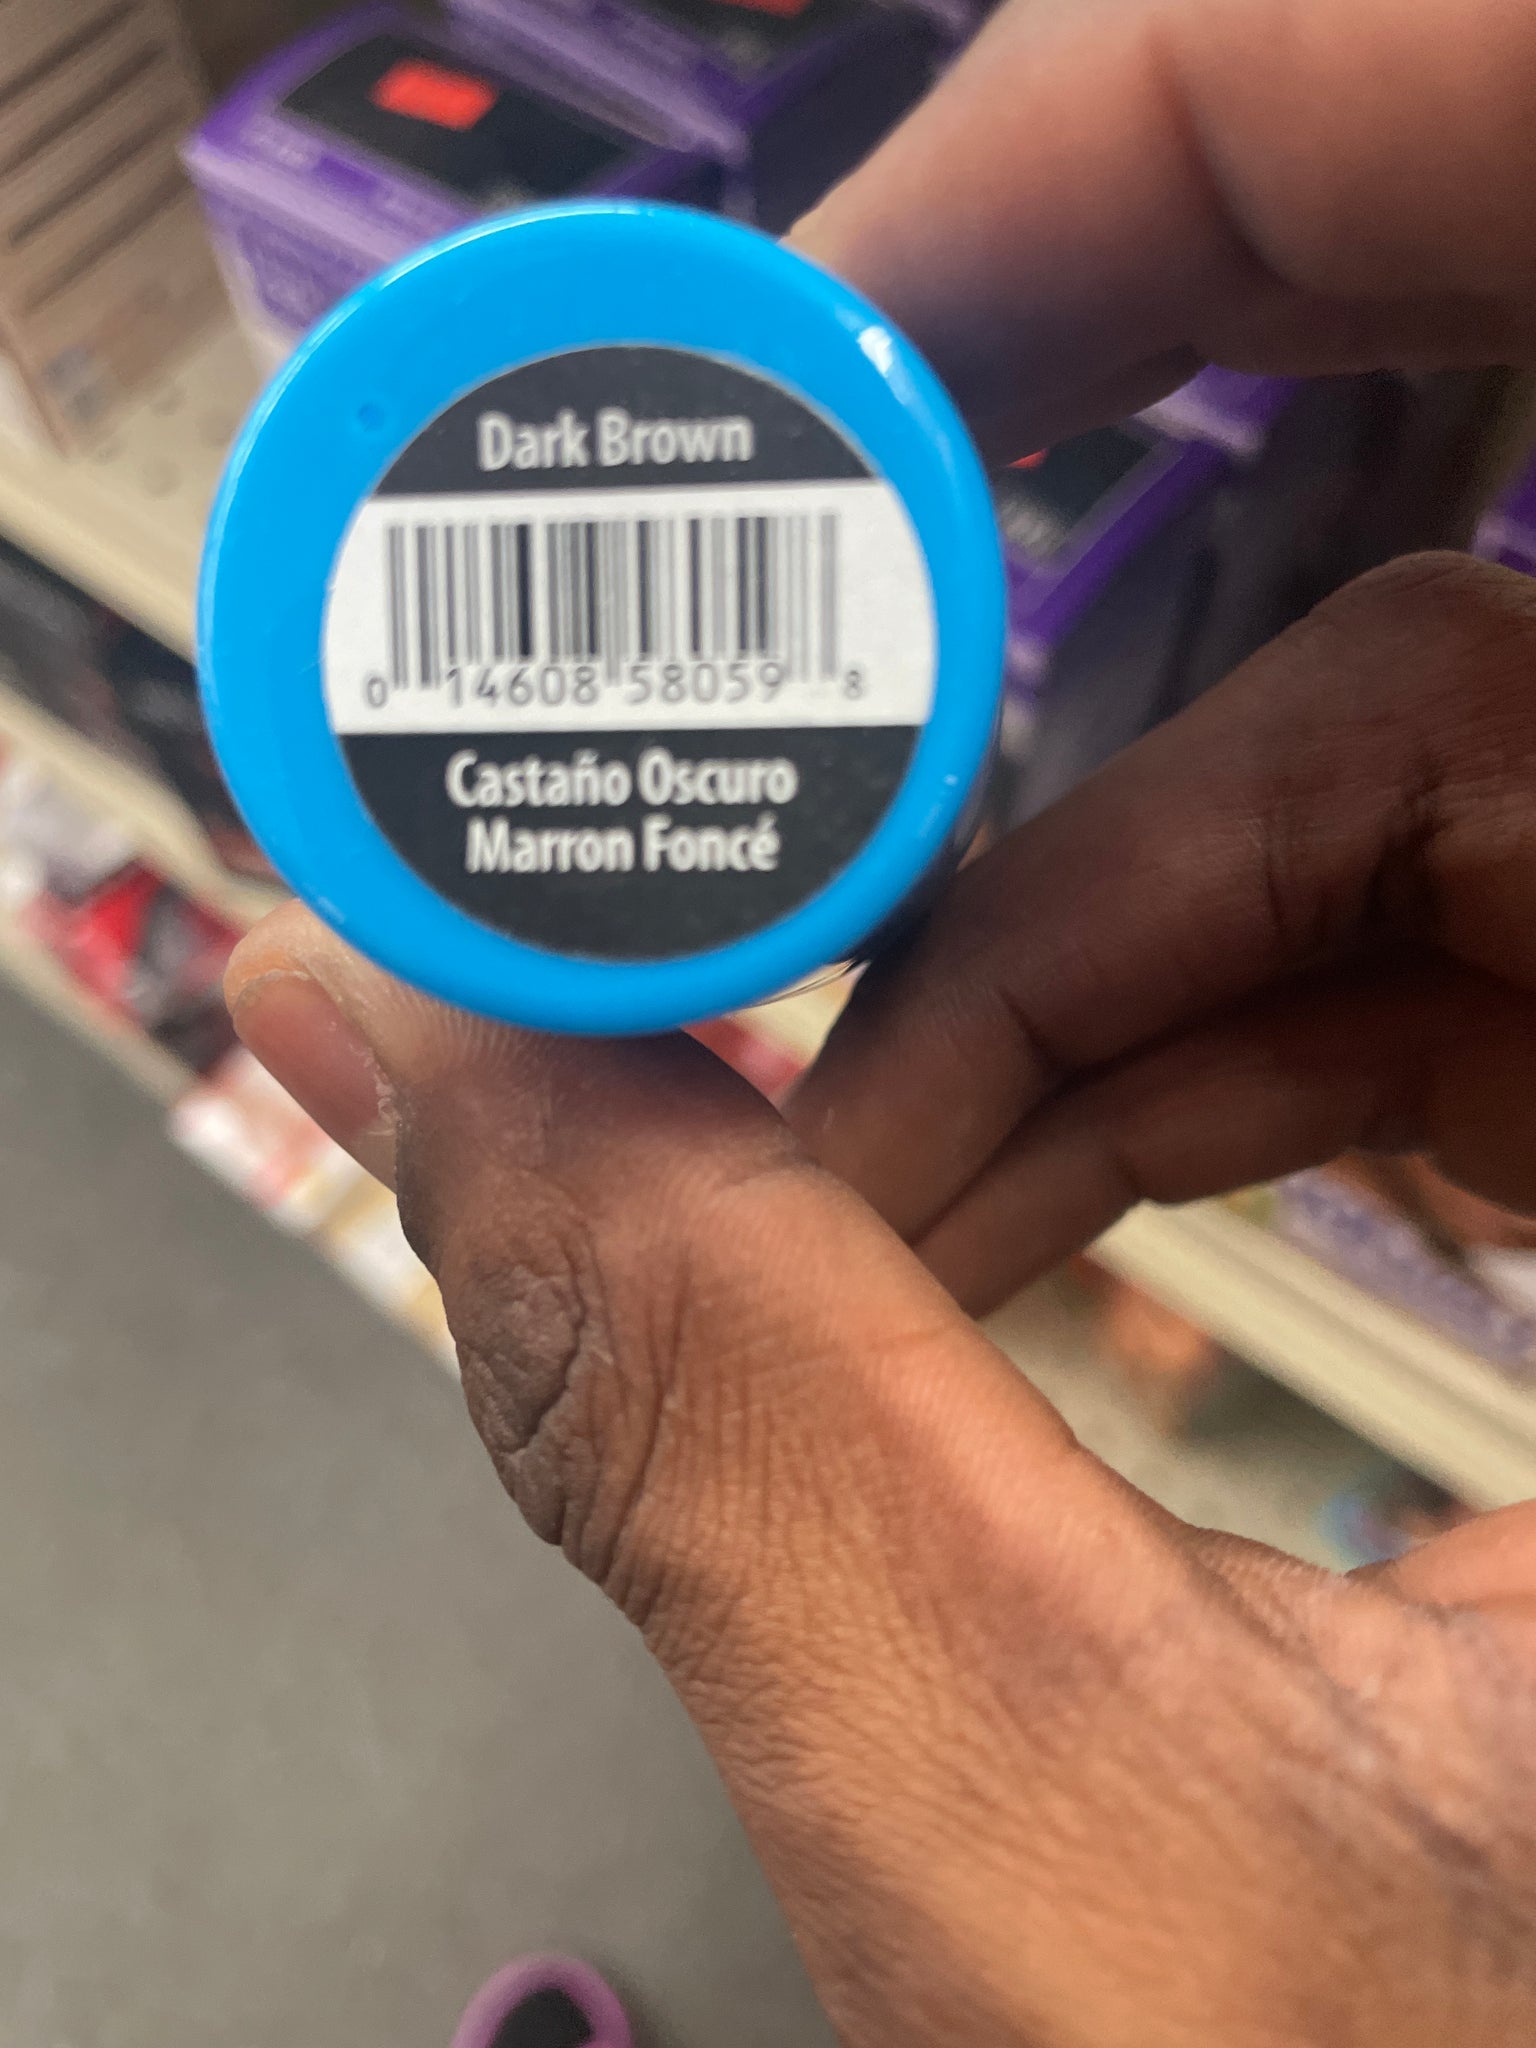 Dark Brown
0 14608 58059 8
Castaño Oscuro
Marron Foncé